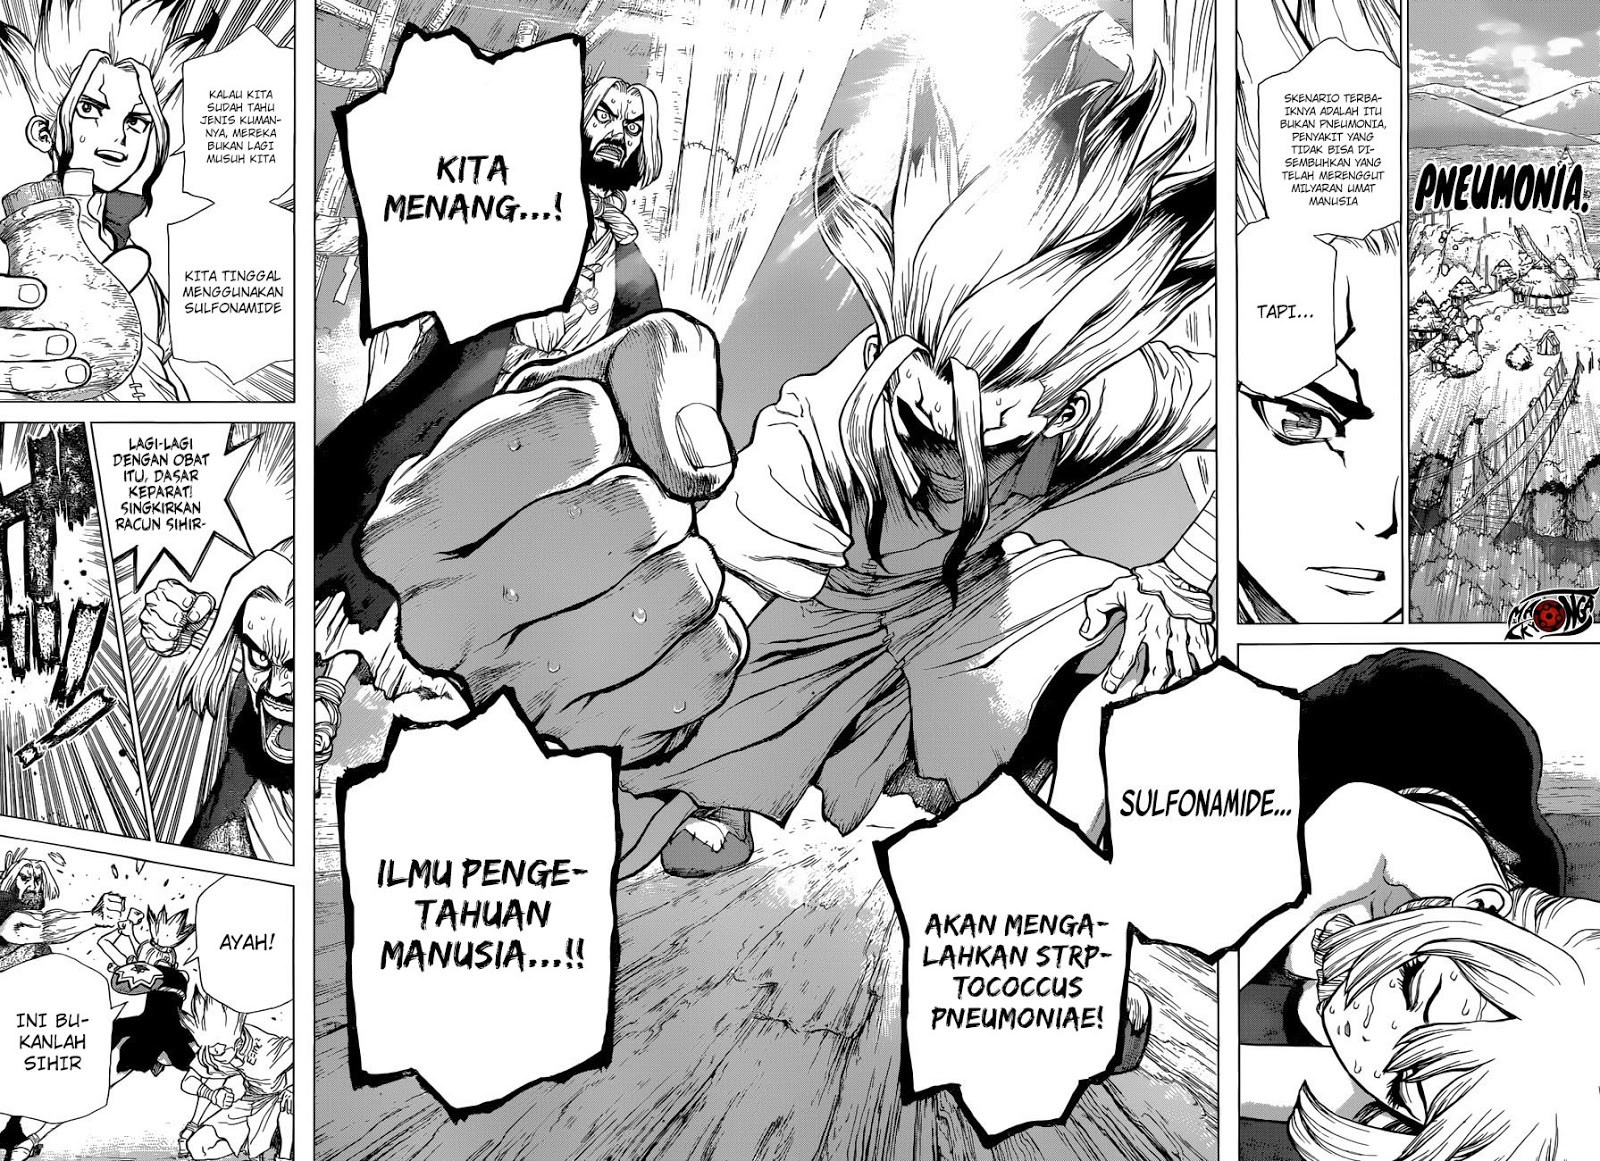 PNEUMONIA.
SKENARIO TERBA-
IKNYA ADALAH ITU
BUKAN PNEUMONIA,
PENYAKIT YANG
TIDAK BISA DI-
SEMBUHKAN YANG
TELAH MERENGGUT
MILYARAN UMAT
MANUSIA
TAPI...
SULFONAMIDE...
AKAN MENGA-
LAHKAN STRP-
TOCOCCUS
PNEUMONIAE!
KITA
MENANG...!
ILMU PENGE-
TAHUAN
MANUSIA...!!
KALAU KITA
SUDAH TAHU
JENIS KUMAN-
NYA, MEREKA
BUKAN LAGI
MUSUH KITA
KITA TINGGAL
MENGGUNAKAN
SULFONAMIDE
LAGI-LAGI
DENGAN OBAT
ITU, DASAR
KEPARAT!
SINGKIRKAN
RACUN SIHIR-
AYAH!
INI BU-
KANLAH
SIHIR